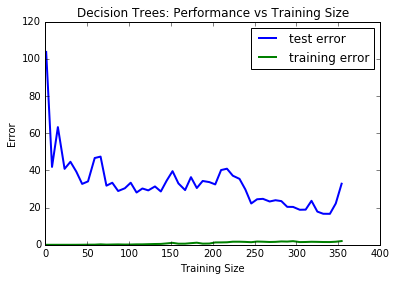 Decision Trees: Performance vs Training Size
120
100
80
60
40
20
0
Error
test error
training error
0 50 100 150 200 250 300 350 400
Training Size